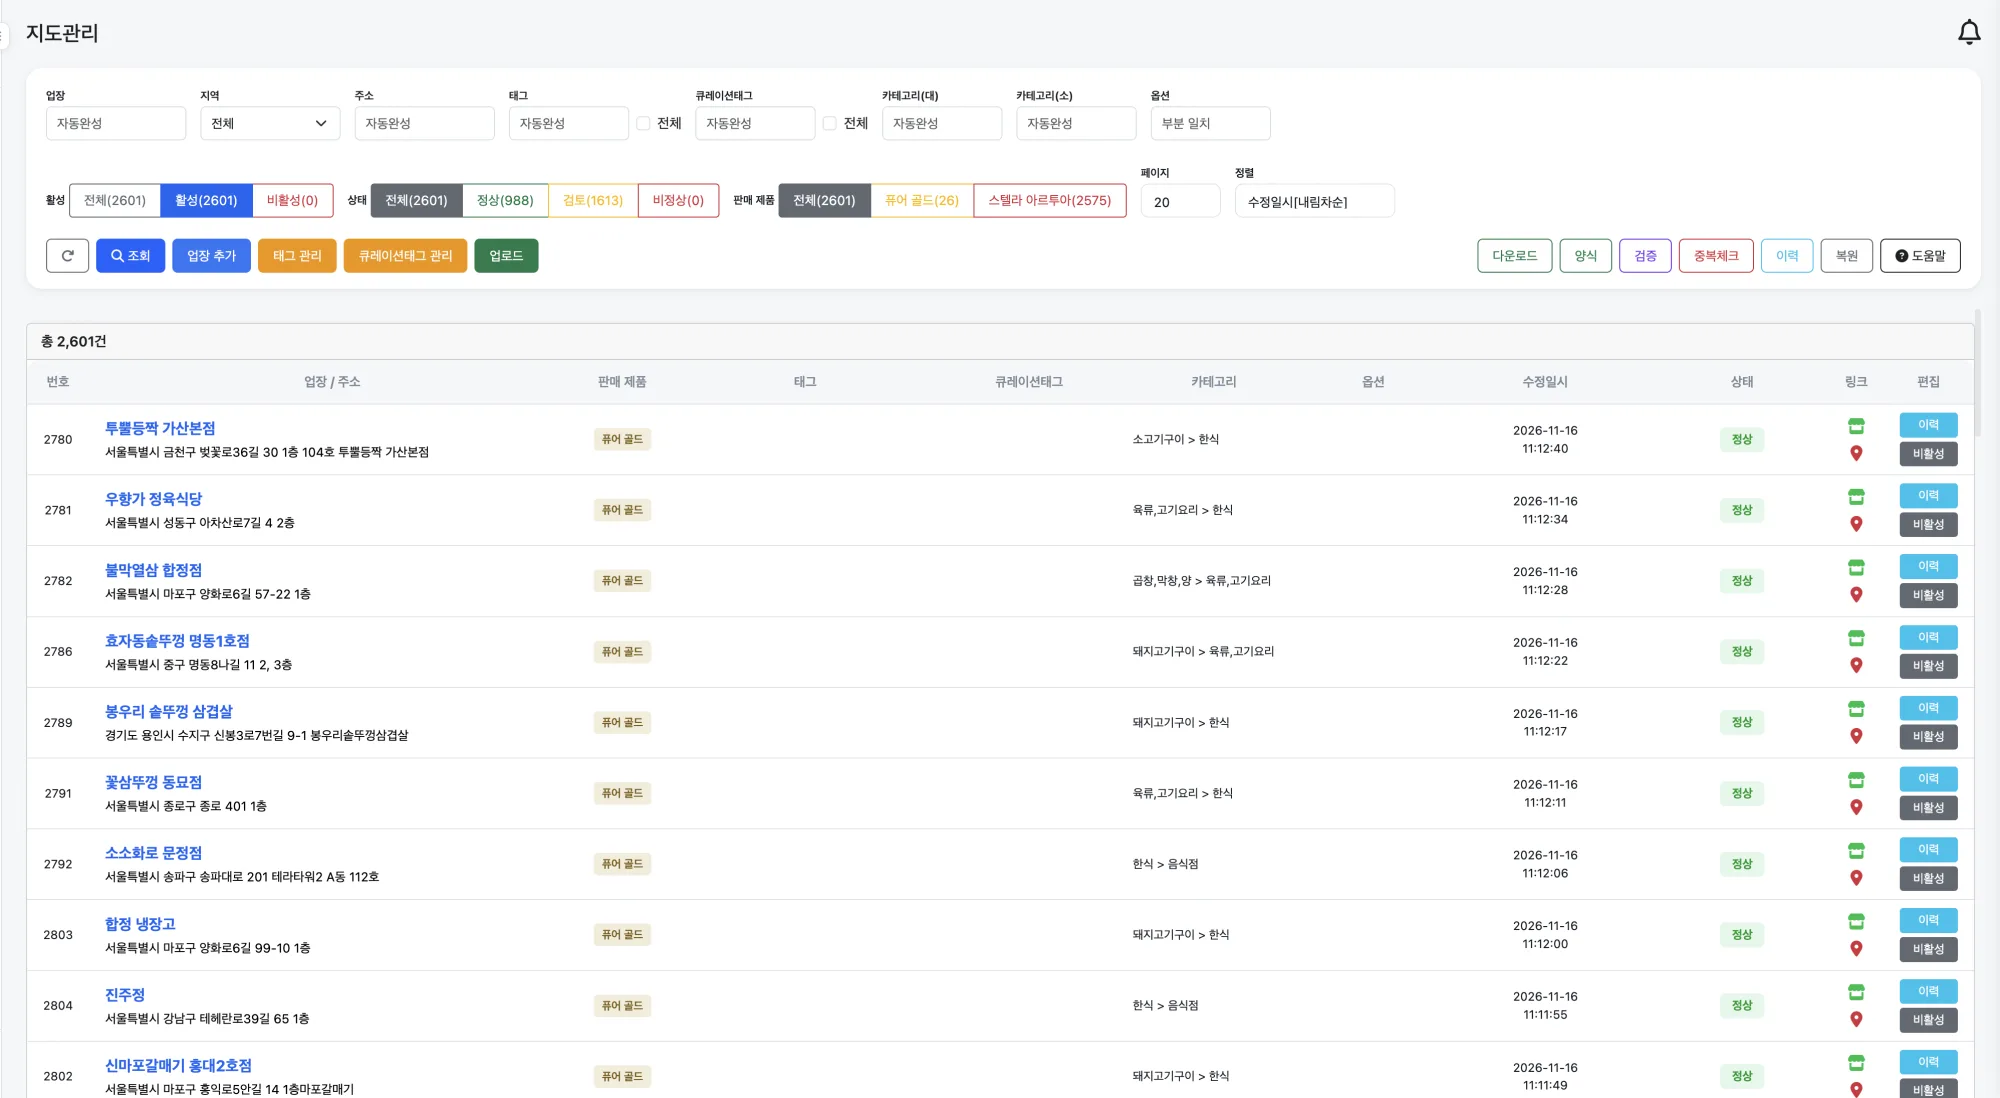 지도관리
업장 지역 주소 태그 큐레이션태그 카테고리(대) 카테고리(소) 옵션
자동완성 전체 자동완성 자동완성 전체 자동완성 전체 자동완성 자동완성 부분 일치
페이지 정렬
활성 전체(2601) 활성(2601) 비활성(0) 상태 전체(2601) 정상(988) 검토(1613) 비정상(0) 판매 제품 전체(2601) 퓨어 골드(26) 스텔라 아르투아(2575) 20 수정일시[내림차순]
조회 업장 추가 태그 관리 큐레이션태그 관리 업로드 다운로드 양식 검증 중복체크 이력 복원 도움말
총 2,601건
번호 업장 / 주소 판매 제품 태그 큐레이션태그 카테고리 옵션 수정일시 상태 링크 편집
2780 투뿔등짝 가산본점 퓨어 골드 소고기구이 > 한식 2026-11-16 정상 이력
서울특별시 금천구 벚꽃로36길 30 1층 104호 투뿔등짝 가산본점 11:12:40 비활성
2781 우향가 정육식당 퓨어 골드 육류,고기요리 > 한식 2026-11-16 정상 이력
서울특별시 성동구 아차산로7길 4 2층 11:12:34 비활성
2782 불막열삼 합정점 퓨어 골드 곱창,막창,양 > 육류,고기요리 2026-11-16 정상 이력
서울특별시 마포구 양화로6길 57-22 1층 11:12:28 비활성
2786 효자동솥뚜껑 명동1호점 퓨어 골드 돼지고기구이 > 육류,고기요리 2026-11-16 정상 이력
서울특별시 중구 명동8나길 11 2, 3층 11:12:22 비활성
2789 봉우리 솥뚜껑 삼겹살 퓨어 골드 돼지고기구이 > 한식 2026-11-16 정상 이력
경기도 용인시 수지구 신봉3로7번길 9-1 봉우리솥뚜껑삼겹살 11:12:17 비활성
2791 꽃삼뚜껑 동묘점 퓨어 골드 육류,고기요리 > 한식 2026-11-16 정상 이력
서울특별시 종로구 종로 401 1층 11:12:11 비활성
2792 소소화로 문정점 퓨어 골드 한식 > 음식점 2026-11-16 정상 이력
서울특별시 송파구 송파대로 201 테라타워2 A동 112호 11:12:06 비활성
2803 합정 냉장고 퓨어 골드 돼지고기구이 > 한식 2026-11-16 정상 이력
서울특별시 마포구 양화로6길 99-10 1층 11:12:00 비활성
2804 진주정 퓨어 골드 한식 > 음식점 2026-11-16 정상 이력
서울특별시 강남구 테헤란로39길 65 1층 11:11:55 비활성
2802 신마포갈매기 홍대2호점 퓨어 골드 돼지고기구이 > 한식 2026-11-16 정상 이력
서울특별시 마포구 홍익로5안길 14 1층마포갈매기 11:11:49 비활성